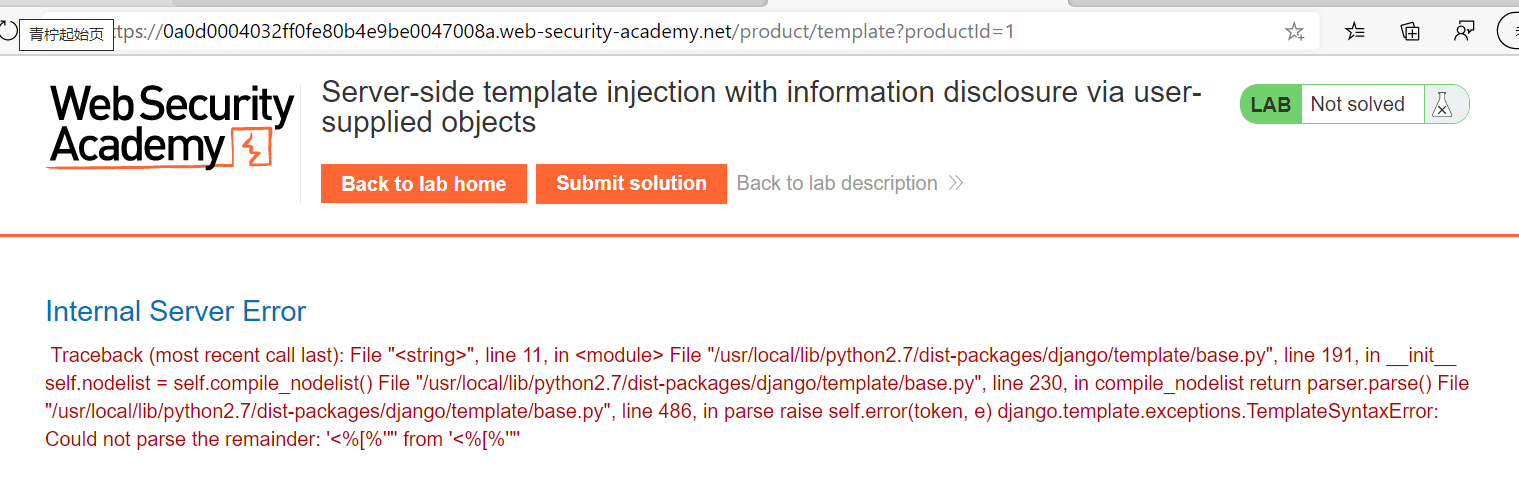 青柠起始页
ttps://0a0d0004032ff0fe80b4e9be0047008a.web-security-academy.net/product/template?productId=1
Web Security
Academy
Server-side template injection with information disclosure via user-
supplied objects
LAB Not solved
Back to lab home Submit solution Back to lab description
Internal Server Error
Traceback (most recent call last): File "<string>", line 11, in <module> File "/usr/local/lib/python2.7/dist-packages/django/template/base.py", line 191, in __init__
self.nodelist = self.compile_nodelist() File "/usr/local/lib/python2.7/dist-packages/django/template/base.py", line 230, in compile_nodelist return parser.parse() File
"/usr/local/lib/python2.7/dist-packages/django/template/base.py", line 486, in parse raise self.error(token, e) django.template.exceptions.TemplateSyntaxError:
Could not parse the remainder: '<%[%'"' from '<%[%'"'